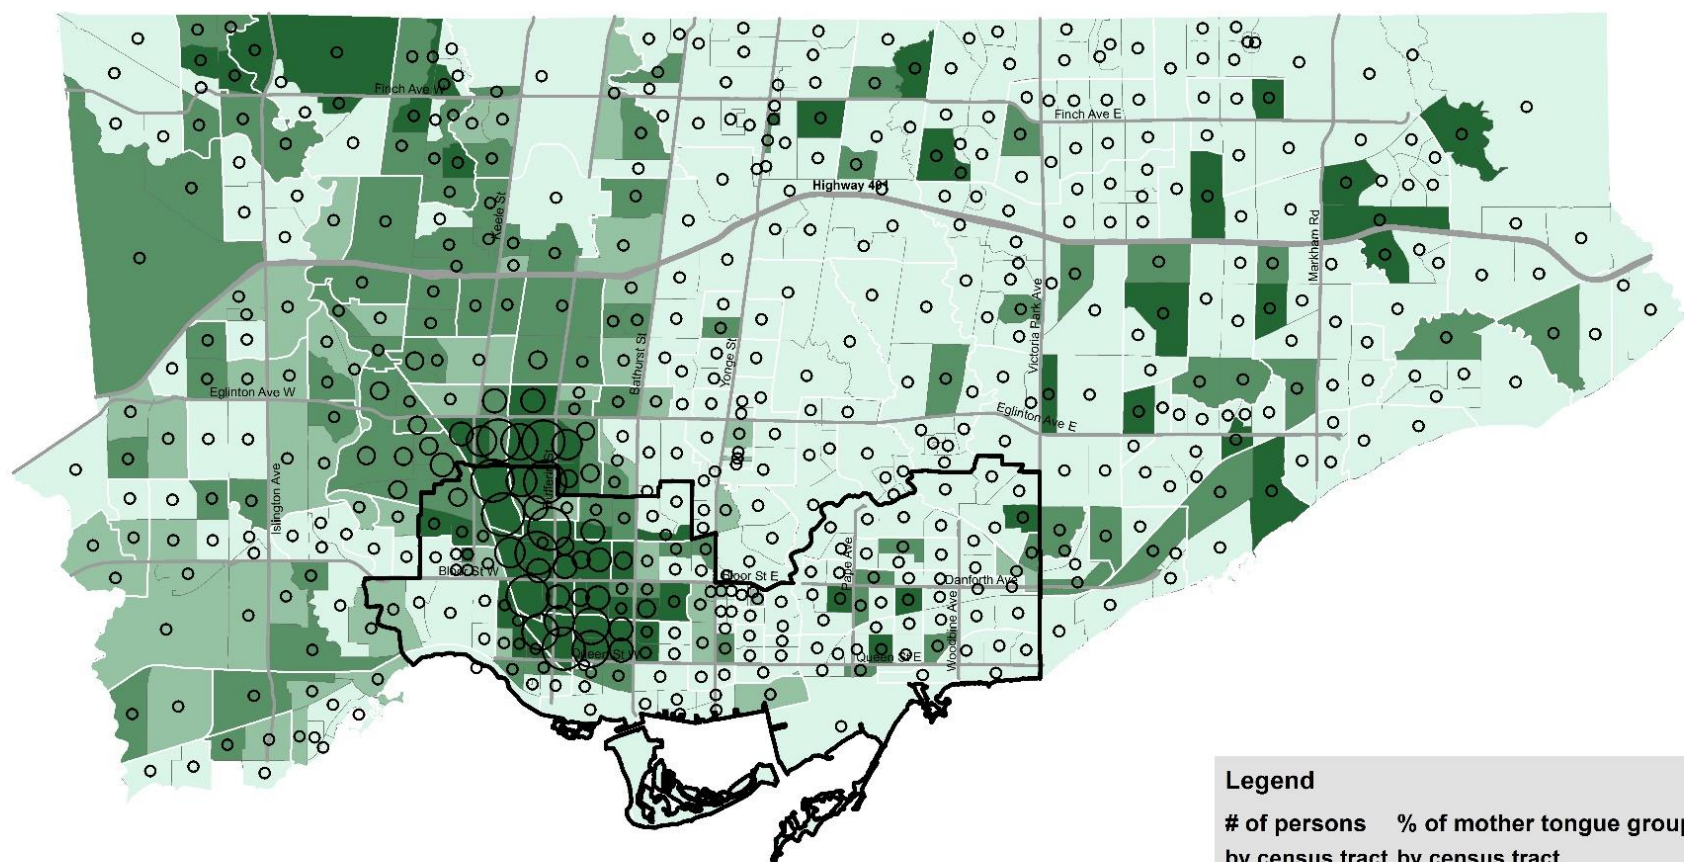 Finch Ave W
Finch Ave E
Highway 401
Keele St
Markham Rd
Victoria Park Ave
Bathurst St
Yonge St
Eglinton Ave W
Eglinton Ave E
Islington Ave
Dufferin St
Bloor St W
Bloor St E
Pape Ave
Danforth Ave
Woodbine Ave
Queen St W
Queen St E
Legend
# of persons % of mother tongue group
by census tract by census tract